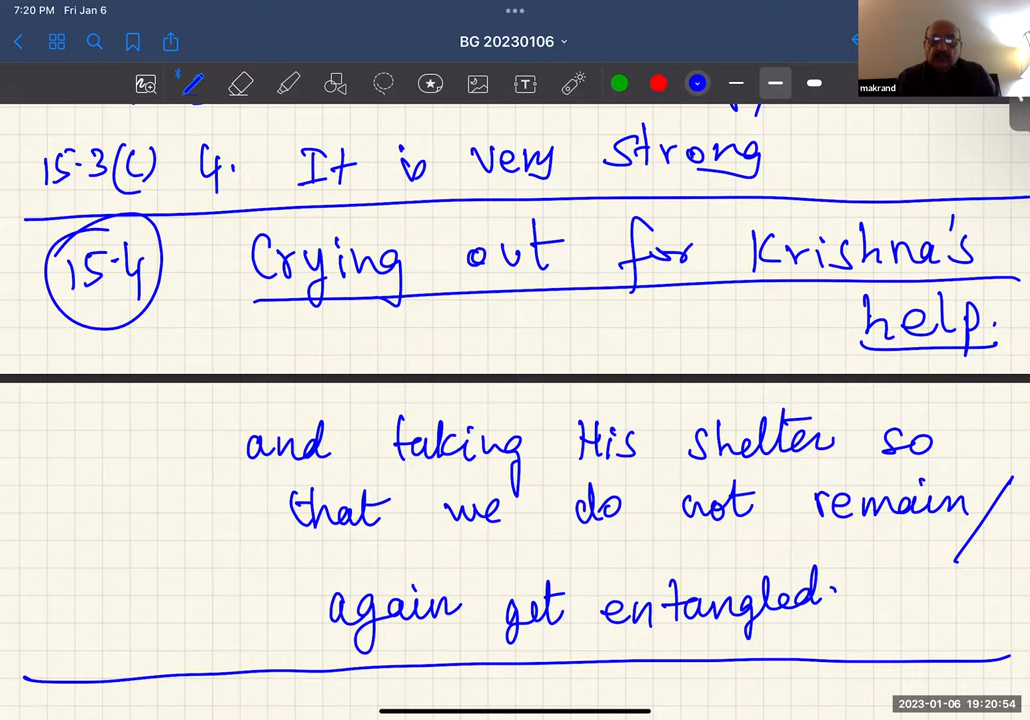 7:20 PM Fri Jan 6
BG 20230106
makrand
15.3(c) 4. It is very strong
15.4 Crying out for Krishna's
help.
and taking His shelter so
that we do not remain/
again get entangled.
2023-01-06 19:20:54